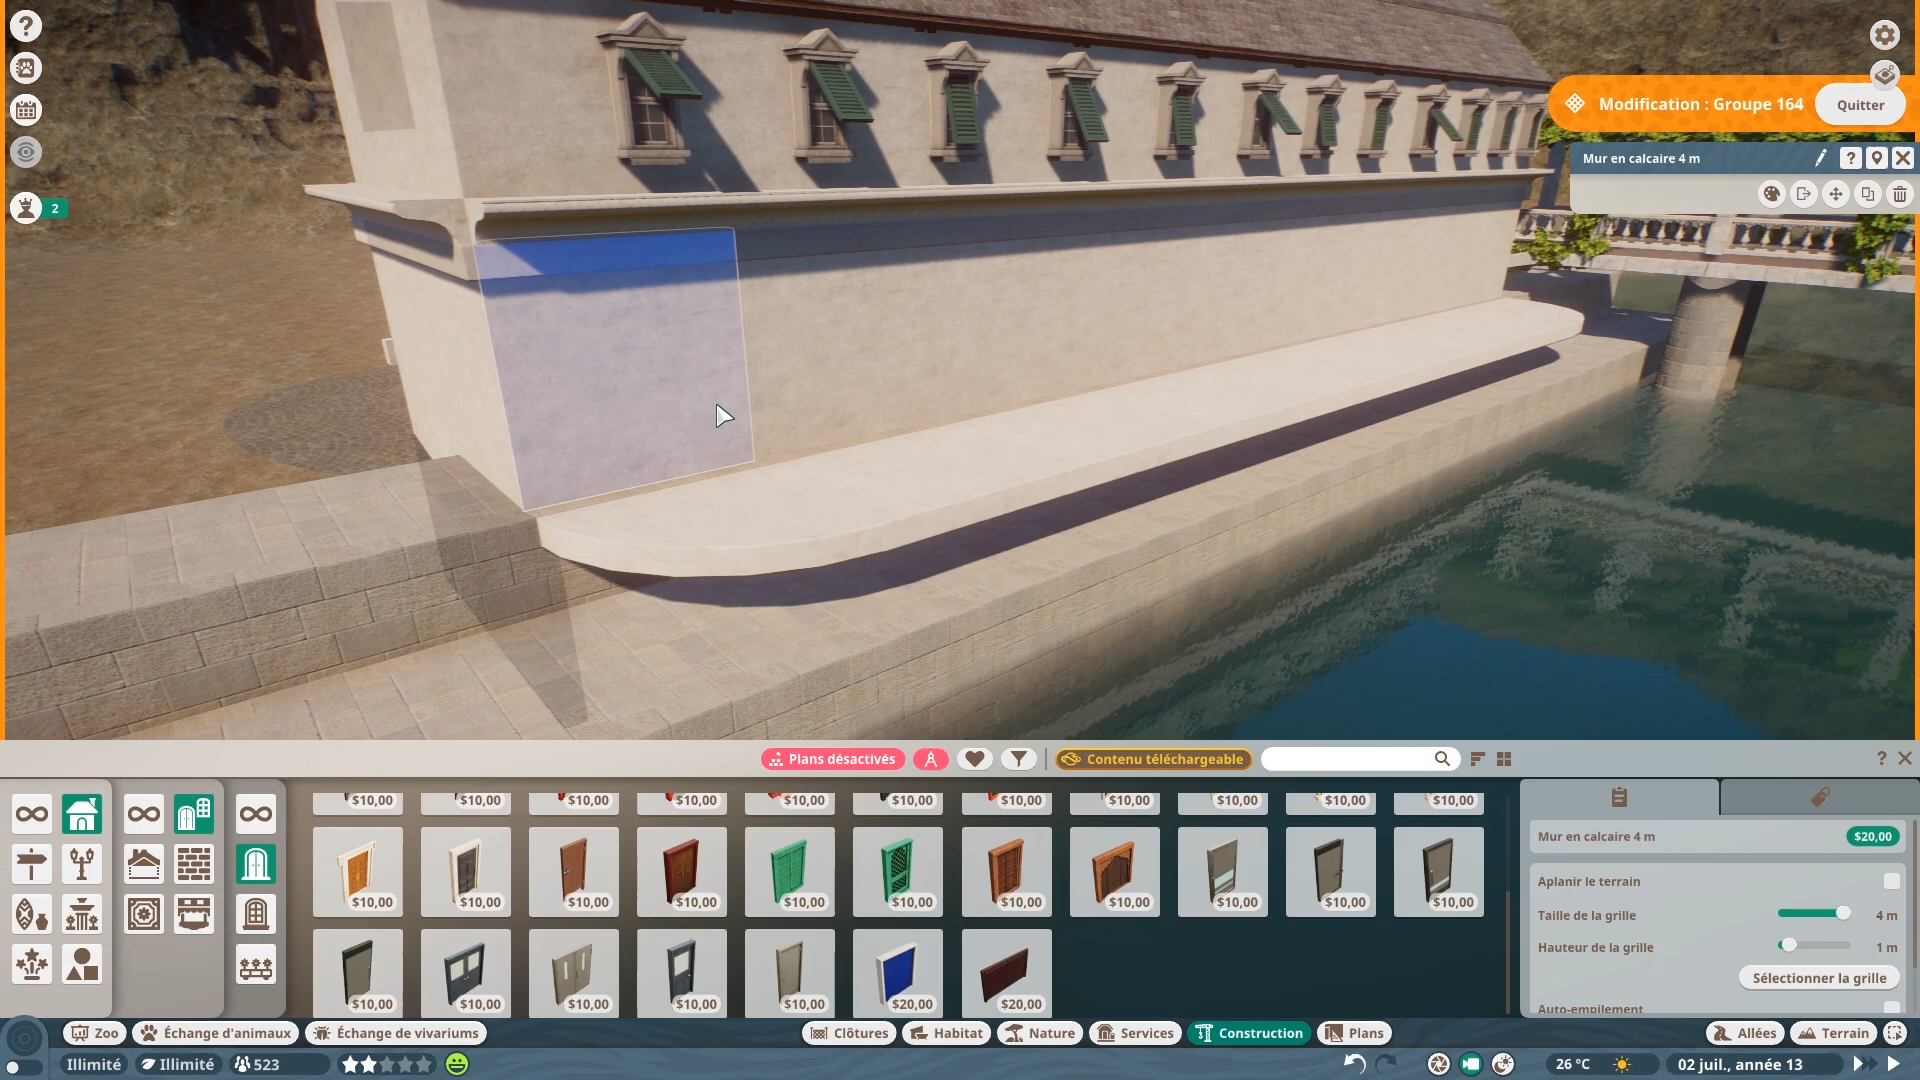 2
Modification : Groupe 164
Quitter
Mur en calcaire 4 m
Plans désactivés
Contenu téléchargeable
$10,00 $10,00 $10,00 $10,00 $10,00 $10,00 $10,00 $10,00 $10,00 $10,00 $10,00
$10,00 $10,00 $10,00 $10,00 $10,00 $10,00 $10,00 $10,00 $10,00 $10,00 $10,00
$10,00 $10,00 $10,00 $10,00 $10,00 $20,00 $20,00
Mur en calcaire 4 m $20,00
Aplanir le terrain
Taille de la grille 4 m
Hauteur de la grille 1 m
Sélectionner la grille
Auto-empilement
Zoo Échange d'animaux Échange de vivariums Clôtures Habitat Nature Services Construction Plans Allées Terrain
Illimité Illimité 523 26 °C 02 juil., année 13